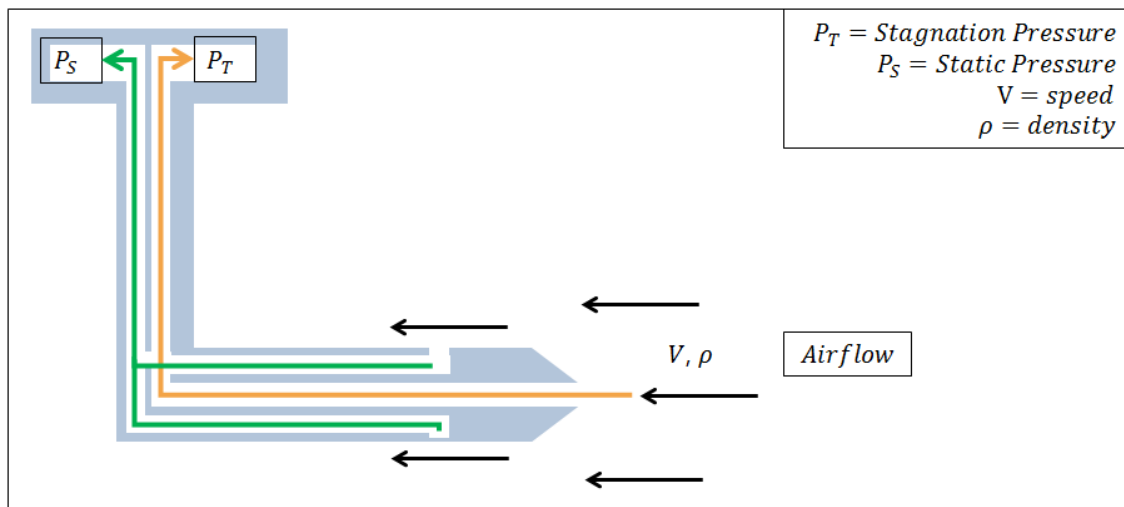 P_S
P_T
P_T = Stagnation Pressure
P_S = Static Pressure
V = speed
ρ = density
V, ρ
Airflow